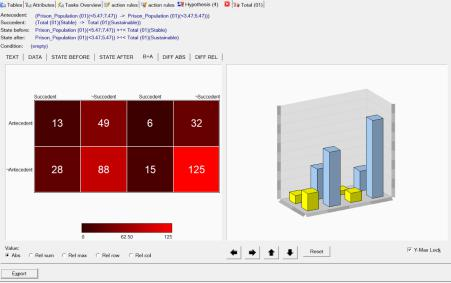 Tables Attributes Tasks Overview action rules action rules Hypothesis (4) Total (01)
Antecedent: (Prison_Population (01)(<5.47;7.47)) -> Prison_Population (01)(<3.47;5.47))
Succedent: (Total (01)(Stable) -> Total (01)(Sustainable))
State before: Prison_Population (01)(<5.47;7.47)) >÷< Total (01)(Stable)
State after: Prison_Population (01)(<3.47;5.47)) >÷< Total (01)(Sustainable)
Condition: (empty)
TEXT DATA STATE BEFORE STATE AFTER B+A DIFF ABS DIFF REL
Succedent ¬Succedent Succedent ¬Succedent
Antecedent 13 49 6 32
¬Antecedent 28 88 15 125
0 62.50 125
Value:
Abs Rel sum Rel max Rel row Rel col
Reset
Y-Max Lock
Export